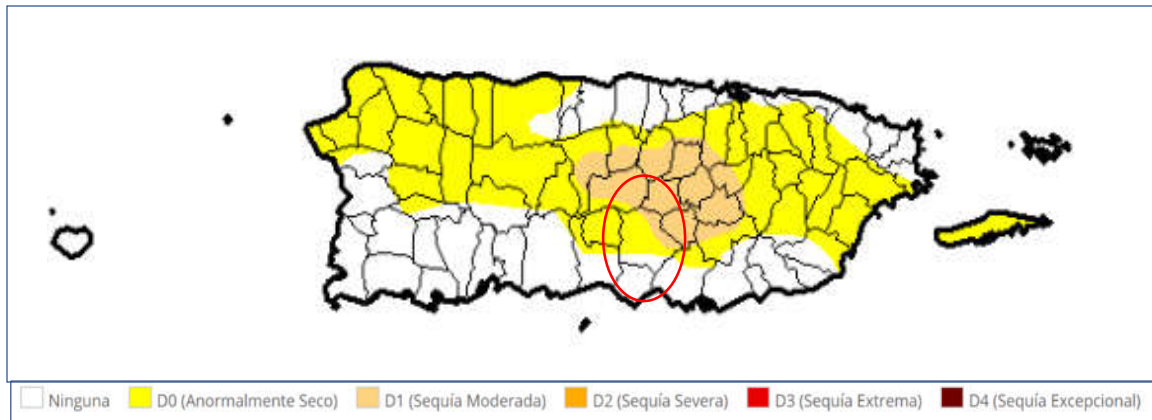 Ninguna D0 (Anormalmente Seco) D1 (Sequía Moderada) D2 (Sequía Severa) D3 (Sequía Extrema) D4 (Sequía Excepcional)